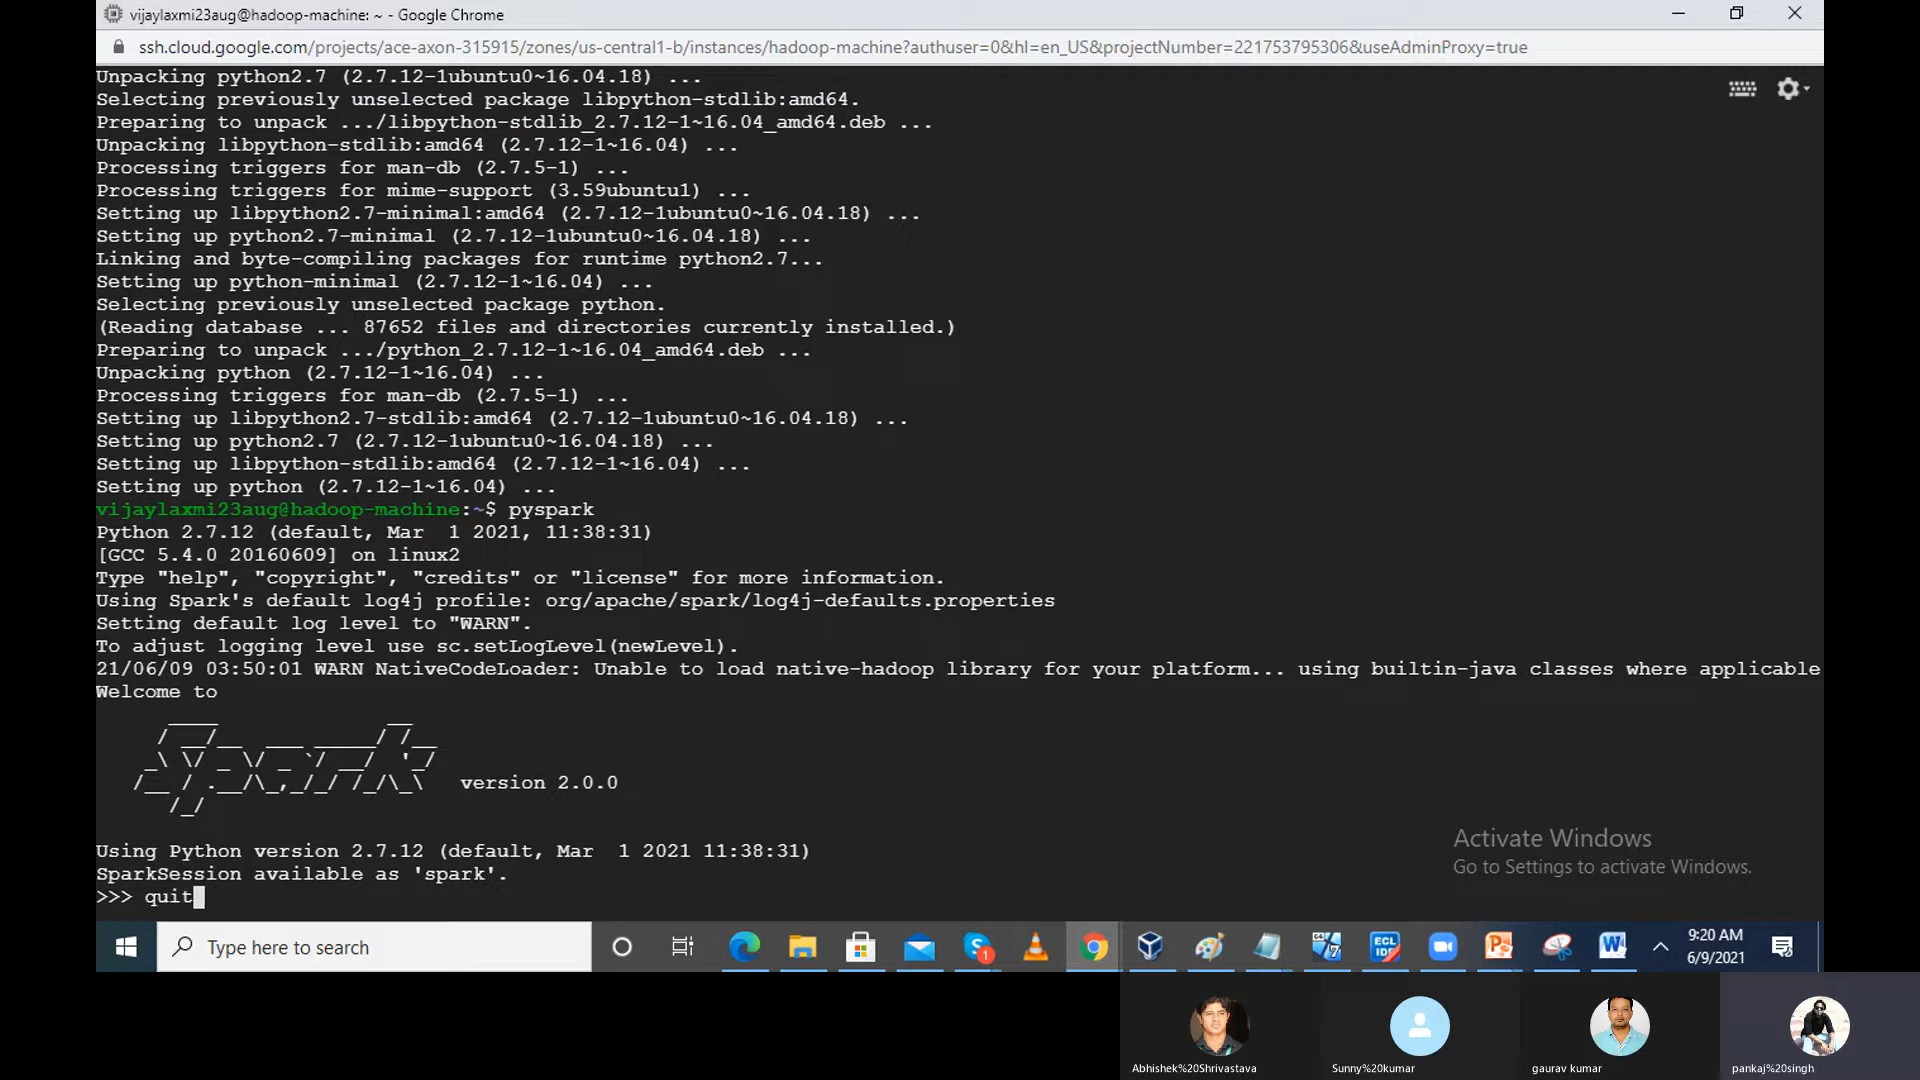 vijaylaxmi23aug@hadoop-machine: ~ - Google Chrome
ssh.cloud.google.com/projects/ace-axon-315915/zones/us-central1-b/instances/hadoop-machine?authuser=0&hl=en_US&projectNumber=221753795306&useAdminProxy=true
Unpacking python2.7 (2.7.12-1ubuntu0~16.04.18) ...
Selecting previously unselected package libpython-stdlib:amd64.
Preparing to unpack .../libpython-stdlib_2.7.12-1~16.04_amd64.deb ...
Unpacking libpython-stdlib:amd64 (2.7.12-1~16.04) ...
Processing triggers for man-db (2.7.5-1) ...
Processing triggers for mime-support (3.59ubuntu1) ...
Setting up libpython2.7-minimal:amd64 (2.7.12-1ubuntu0~16.04.18) ...
Setting up python2.7-minimal (2.7.12-1ubuntu0~16.04.18) ...
Linking and byte-compiling packages for runtime python2.7...
Setting up python-minimal (2.7.12-1~16.04) ...
Selecting previously unselected package python.
(Reading database ... 87652 files and directories currently installed.)
Preparing to unpack .../python_2.7.12-1~16.04_amd64.deb ...
Unpacking python (2.7.12-1~16.04) ...
Processing triggers for man-db (2.7.5-1) ...
Setting up libpython2.7-stdlib:amd64 (2.7.12-1ubuntu0~16.04.18) ...
Setting up python2.7 (2.7.12-1ubuntu0~16.04.18) ...
Setting up libpython-stdlib:amd64 (2.7.12-1~16.04) ...
Setting up python (2.7.12-1~16.04) ...
vijaylaxmi23aug@hadoop-machine:~$ pyspark
Python 2.7.12 (default, Mar  1 2021, 11:38:31)
[GCC 5.4.0 20160609] on linux2
Type "help", "copyright", "credits" or "license" for more information.
Using Spark's default log4j profile: org/apache/spark/log4j-defaults.properties
Setting default log level to "WARN".
To adjust logging level use sc.setLogLevel(newLevel).
21/06/09 03:50:01 WARN NativeCodeLoader: Unable to load native-hadoop library for your platform... using builtin-java classes where applicable
Welcome to
Spark version 2.0.0
Using Python version 2.7.12 (default, Mar  1 2021 11:38:31)
SparkSession available as 'spark'.
>>> quit
Activate Windows
Go to Settings to activate Windows.
Type here to search
1
64
7
ECL
IDE
P
W
9:20 AM
6/9/2021
Abhishek%20Shrivastava
Sunny%20kumar
gaurav kumar
pankaj%20singh